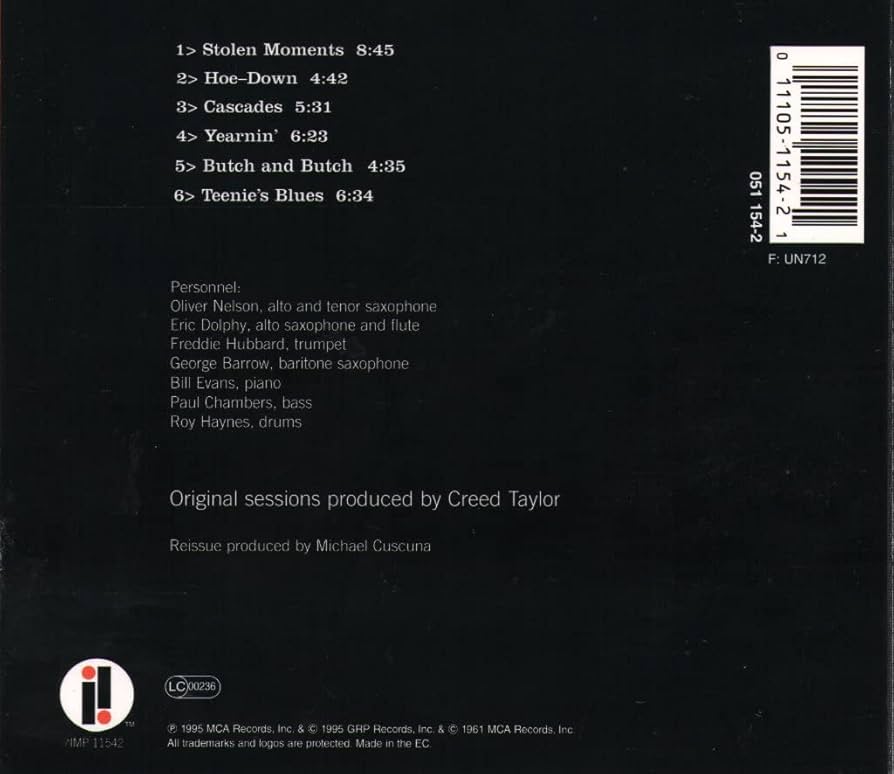 1> Stolen Moments 8:45
2> Hoe–Down 4:42
3> Cascades 5:31
4> Yearnin' 6:23
5> Butch and Butch 4:35
6> Teenie's Blues 6:34
0 11105-1154-2 1
051 154-2
F: UN712
Personnel:
Oliver Nelson, alto and tenor saxophone
Eric Dolphy, alto saxophone and flute
Freddie Hubbard, trumpet
George Barrow, baritone saxophone
Bill Evans, piano
Paul Chambers, bass
Roy Haynes, drums
Original sessions produced by Creed Taylor
Reissue produced by Michael Cuscuna
i!
TM
IMP 11542
LC 00236
℗ 1995 MCA Records, Inc. & © 1995 GRP Records, Inc. & © 1961 MCA Records, Inc.
All trademarks and logos are protected. Made in the EC.